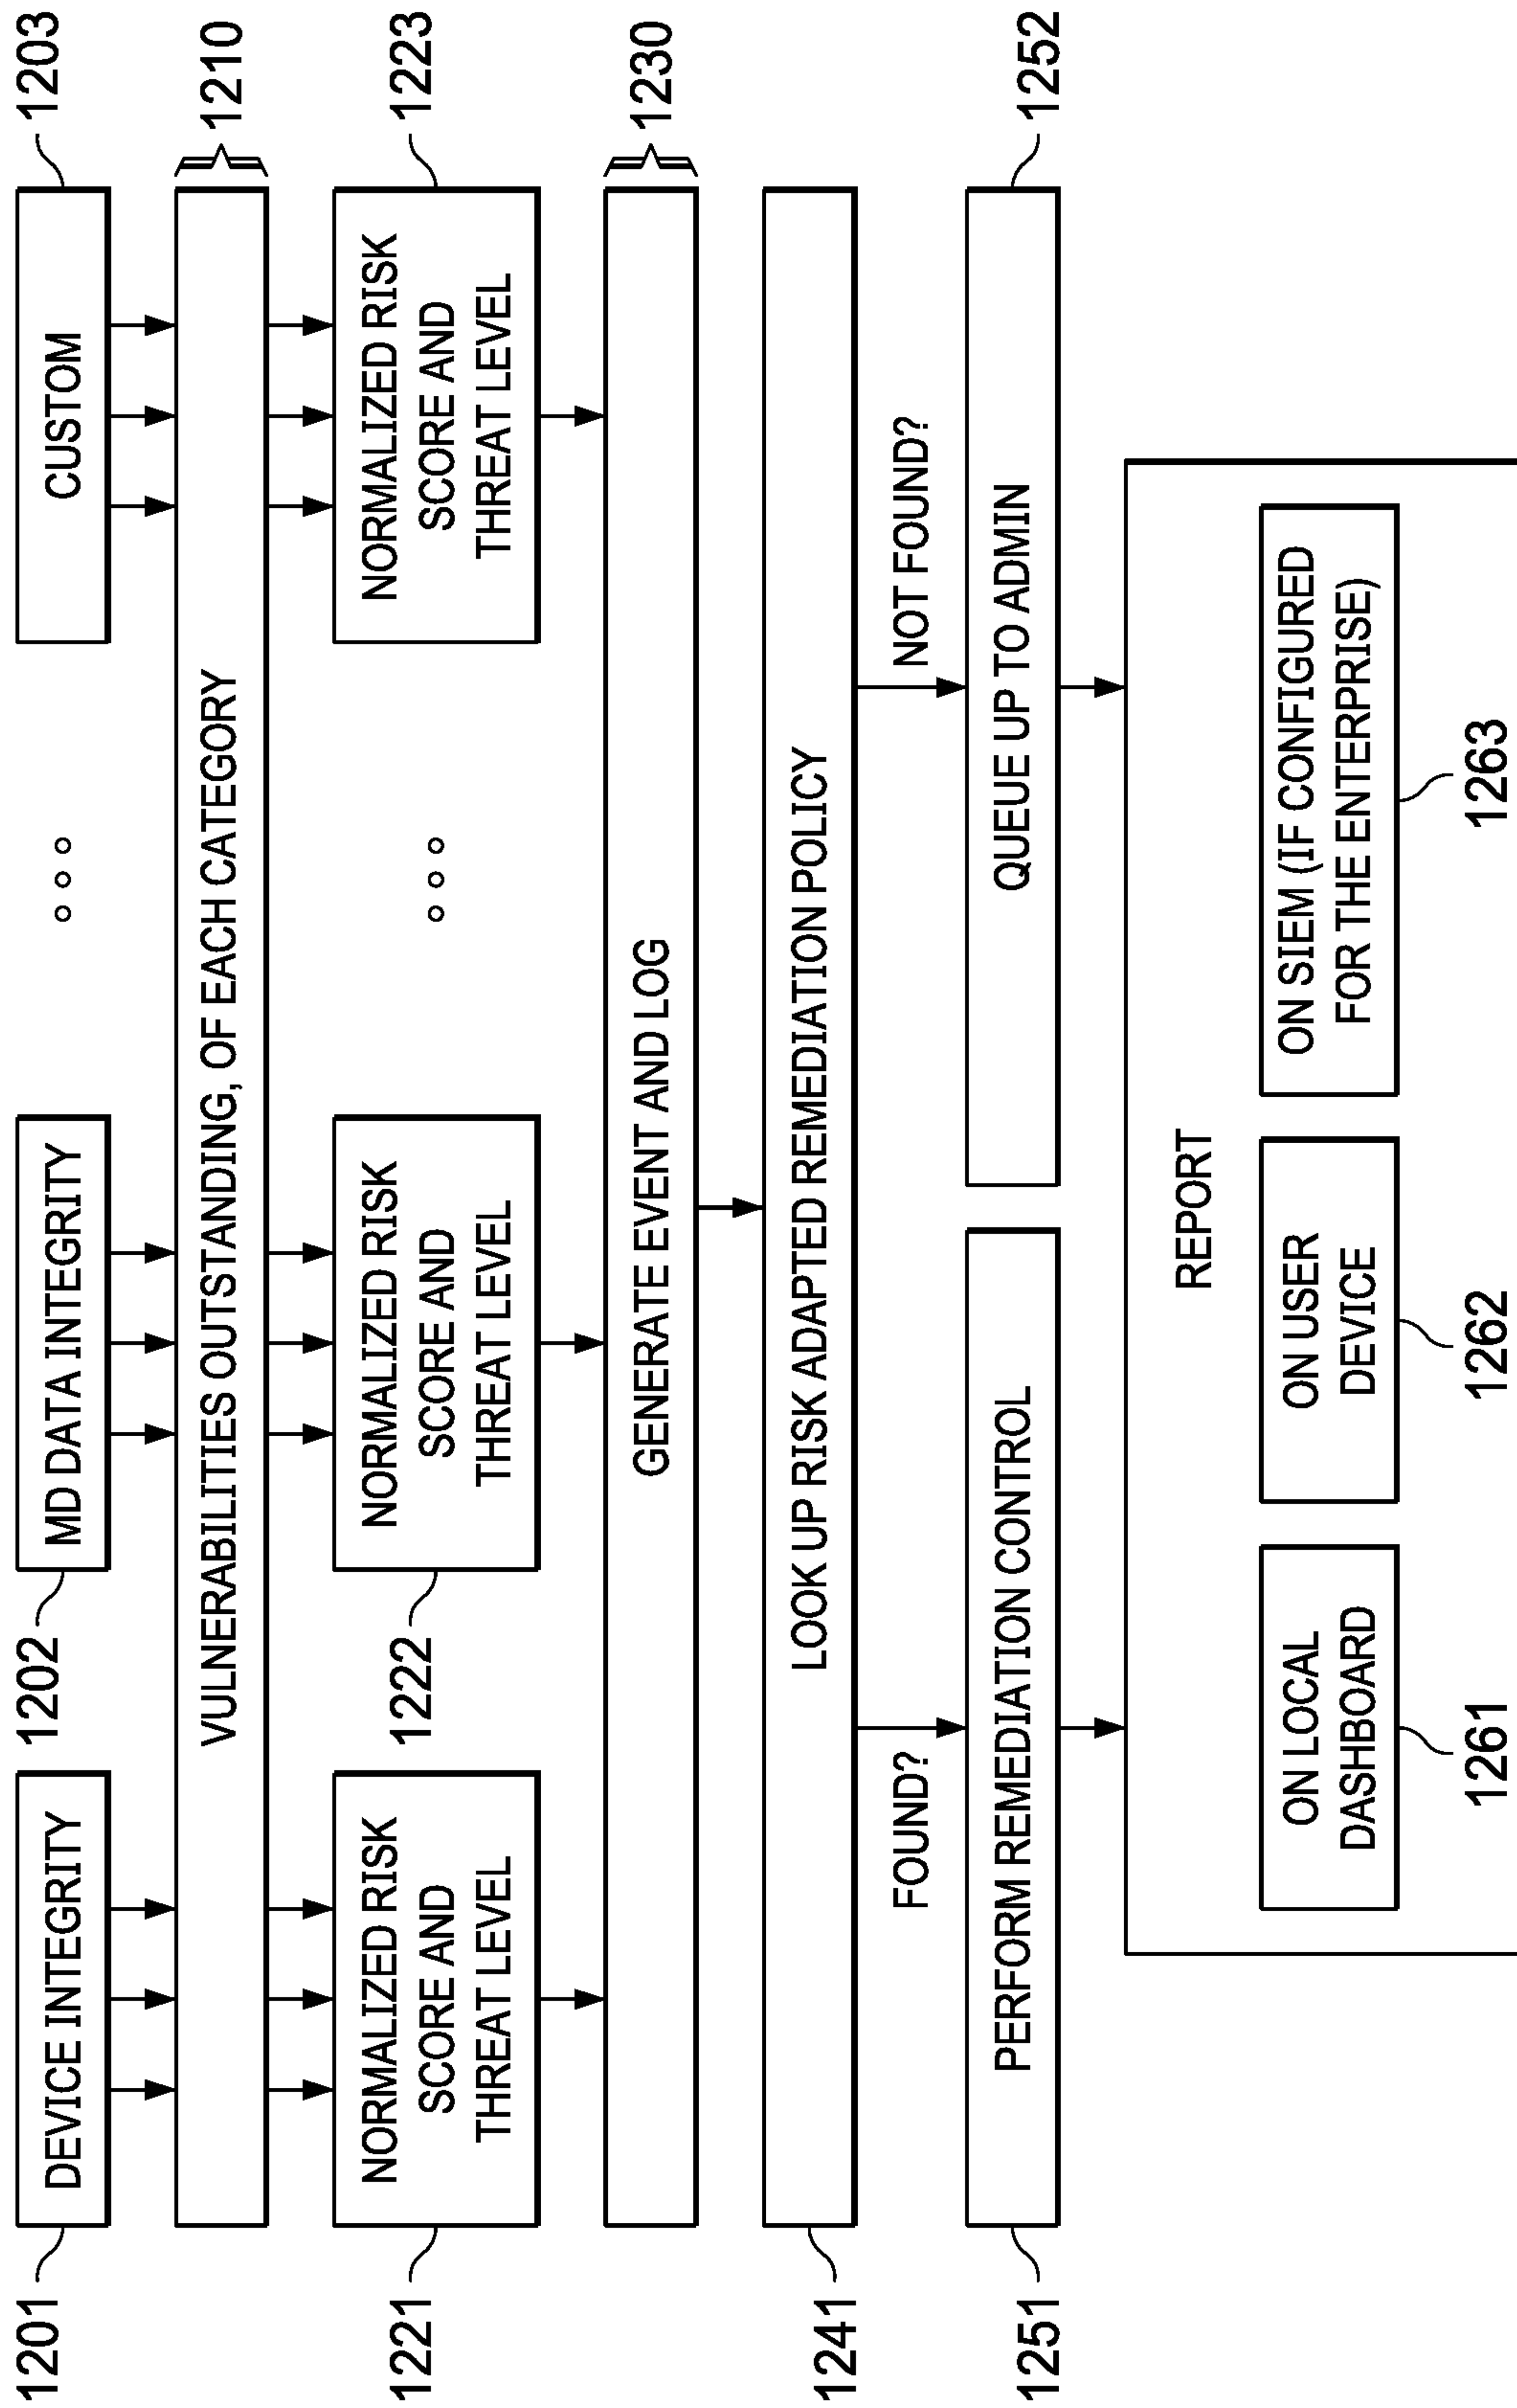 1201
DEVICE INTEGRITY
1202
MD DATA INTEGRITY
CUSTOM
1203
VULNERABILITIES OUTSTANDING, OF EACH CATEGORY
1210
1221
NORMALIZED RISK
SCORE AND
THREAT LEVEL
1222
NORMALIZED RISK
SCORE AND
THREAT LEVEL
NORMALIZED RISK
SCORE AND
THREAT LEVEL
1223
GENERATE EVENT AND LOG
1230
1241
LOOK UP RISK ADAPTED REMEDIATION POLICY
FOUND?
NOT FOUND?
1251
PERFORM REMEDIATION CONTROL
QUEUE UP TO ADMIN
1252
REPORT
ON LOCAL
DASHBOARD
ON USER
DEVICE
ON SIEM (IF CONFIGURED
FOR THE ENTERPRISE)
1261
1262
1263